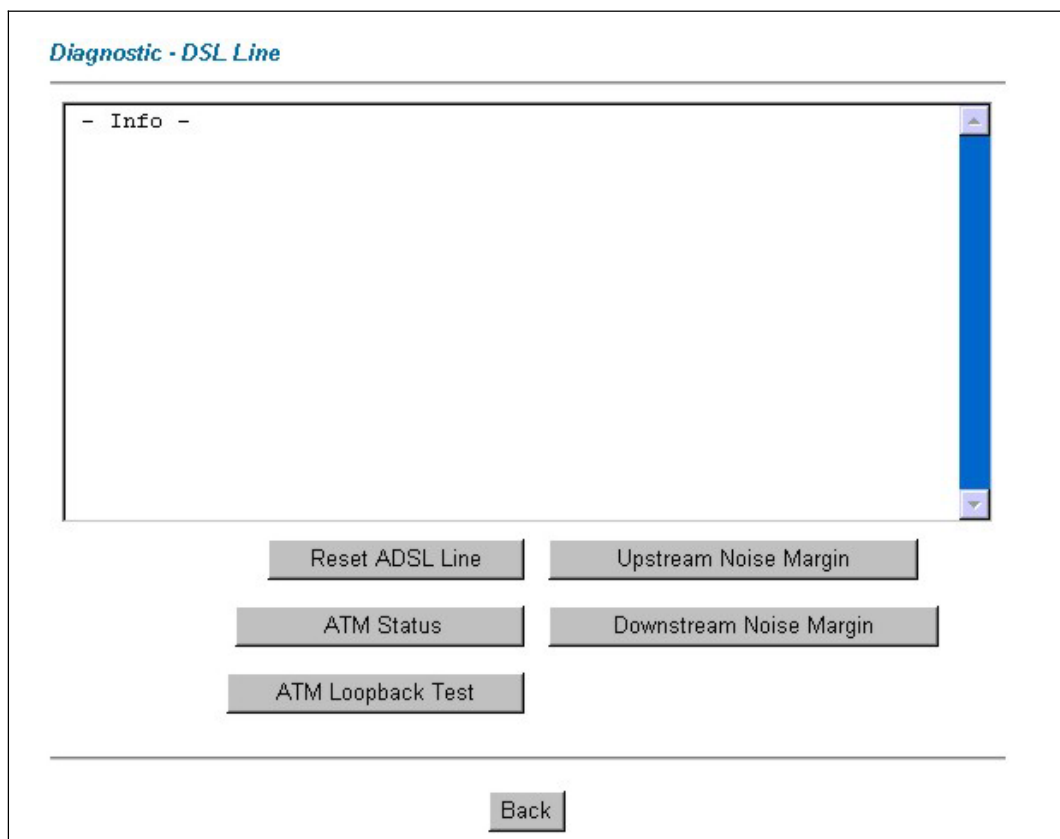 Diagnostic - DSL Line
- Info -
Reset ADSL Line
Upstream Noise Margin
ATM Status
Downstream Noise Margin
ATM Loopback Test
Back